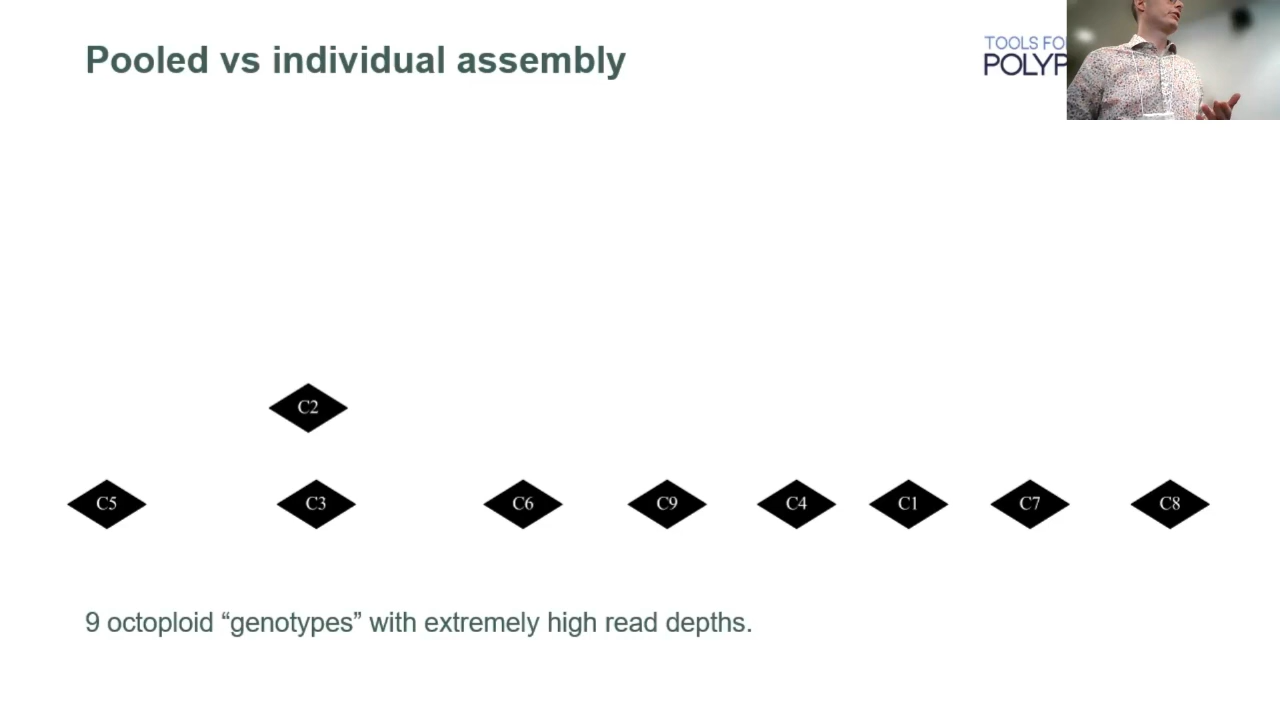 Pooled vs individual assembly
TOOLS FO
POLYP
C2
C5 C3 C6 C9 C4 C1 C7 C8
9 octoploid “genotypes” with extremely high read depths.